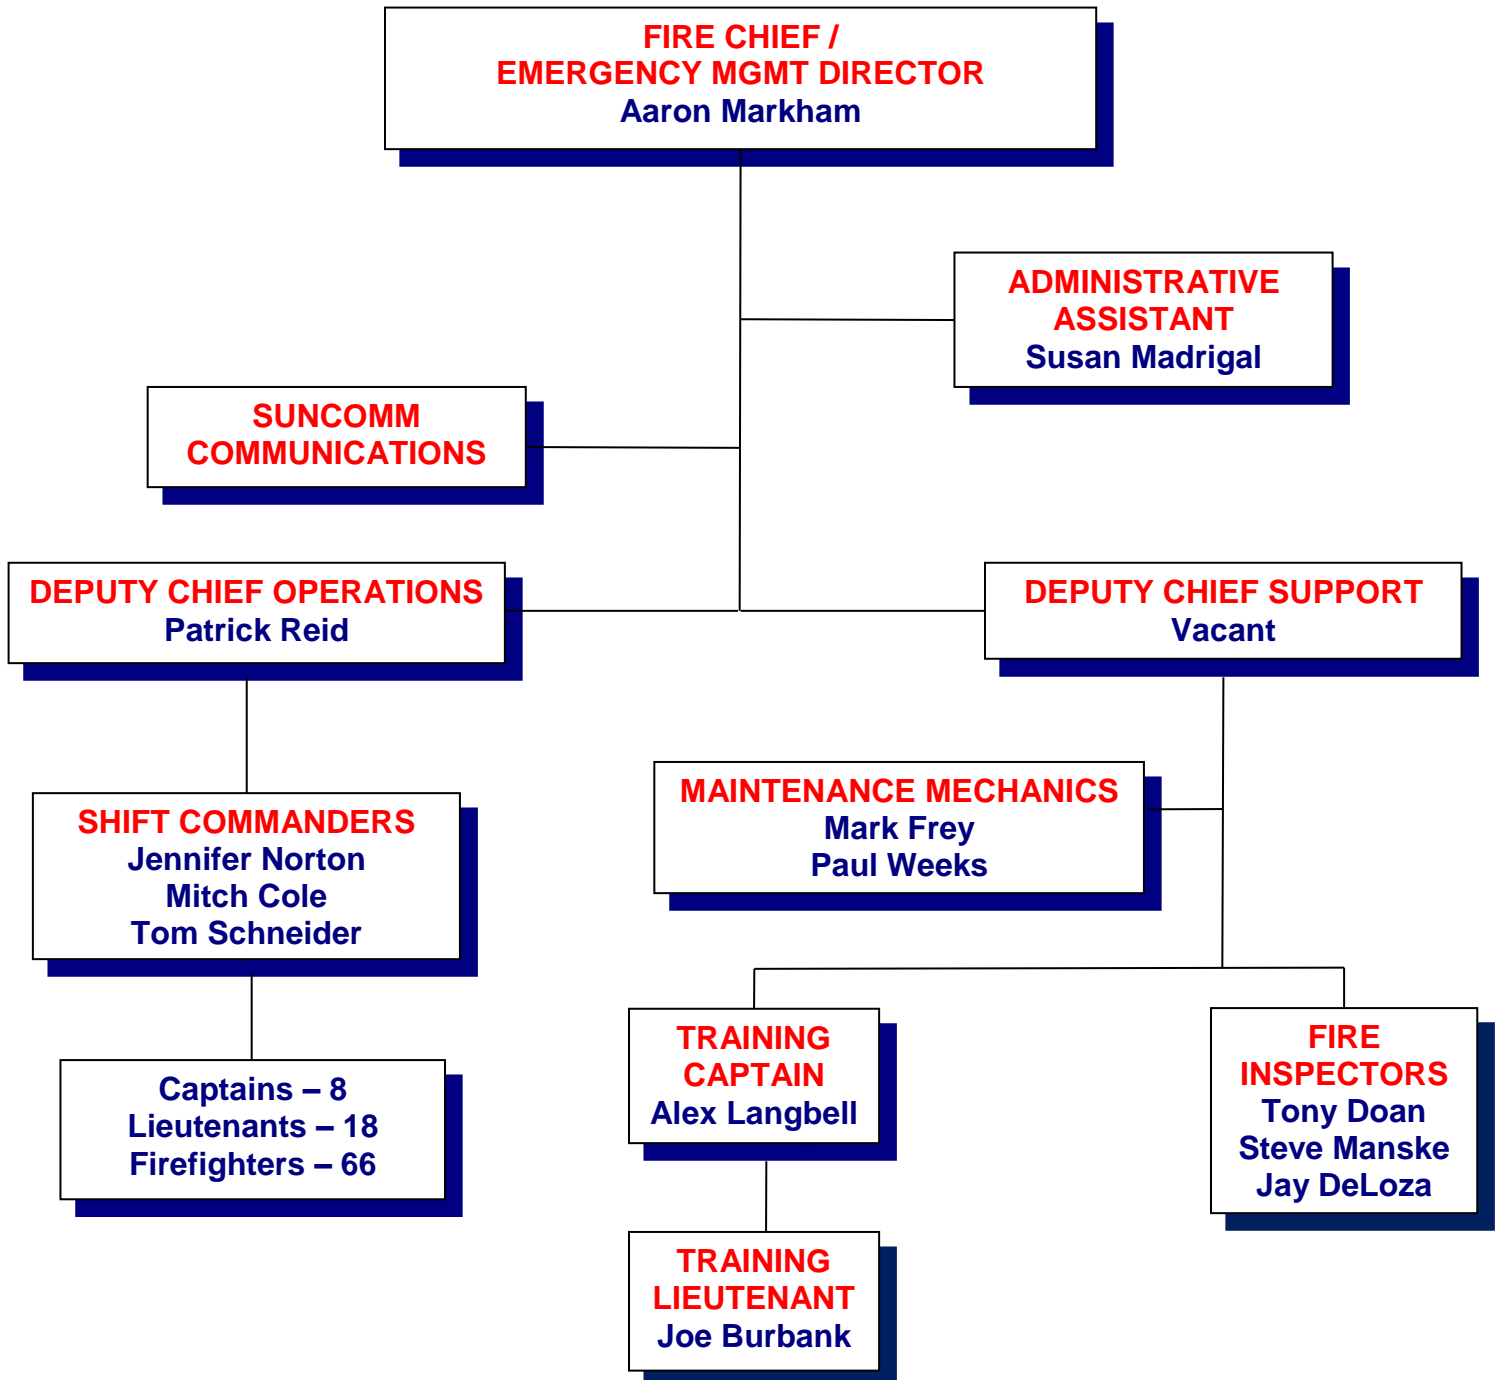 FIRE CHIEF /
EMERGENCY MGMT DIRECTOR
Aaron Markham
ADMINISTRATIVE
ASSISTANT
Susan Madrigal
SUNCOMM
COMMUNICATIONS
DEPUTY CHIEF OPERATIONS
Patrick Reid
DEPUTY CHIEF SUPPORT
Vacant
SHIFT COMMANDERS
Jennifer Norton
Mitch Cole
Tom Schneider
MAINTENANCE MECHANICS
Mark Frey
Paul Weeks
Captains – 8
Lieutenants – 18
Firefighters – 66
TRAINING
CAPTAIN
Alex Langbell
FIRE
INSPECTORS
Tony Doan
Steve Manske
Jay DeLoza
TRAINING
LIEUTENANT
Joe Burbank